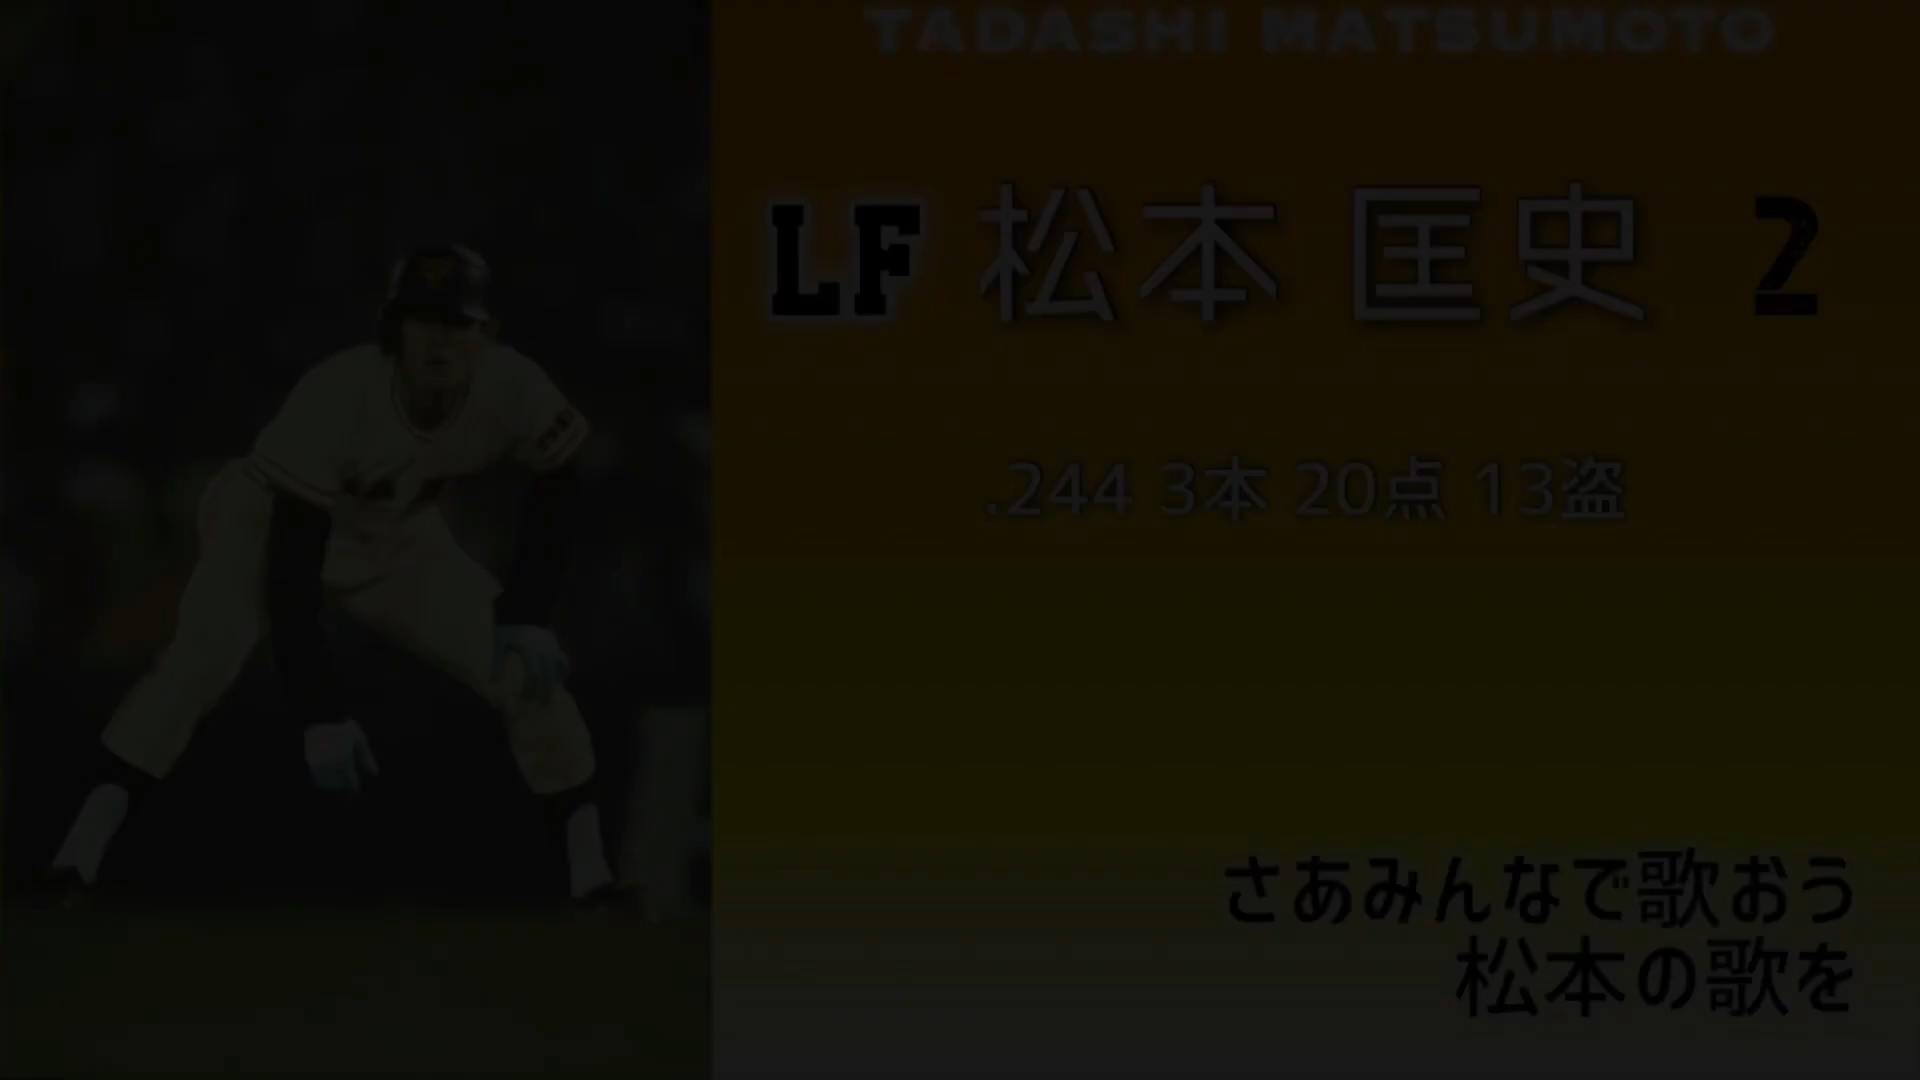 TADASHI MATSUMOTO
LF 松本 匡史 2
.244 3本 20点 13盗
さあみんなで歌おう
松本の歌を